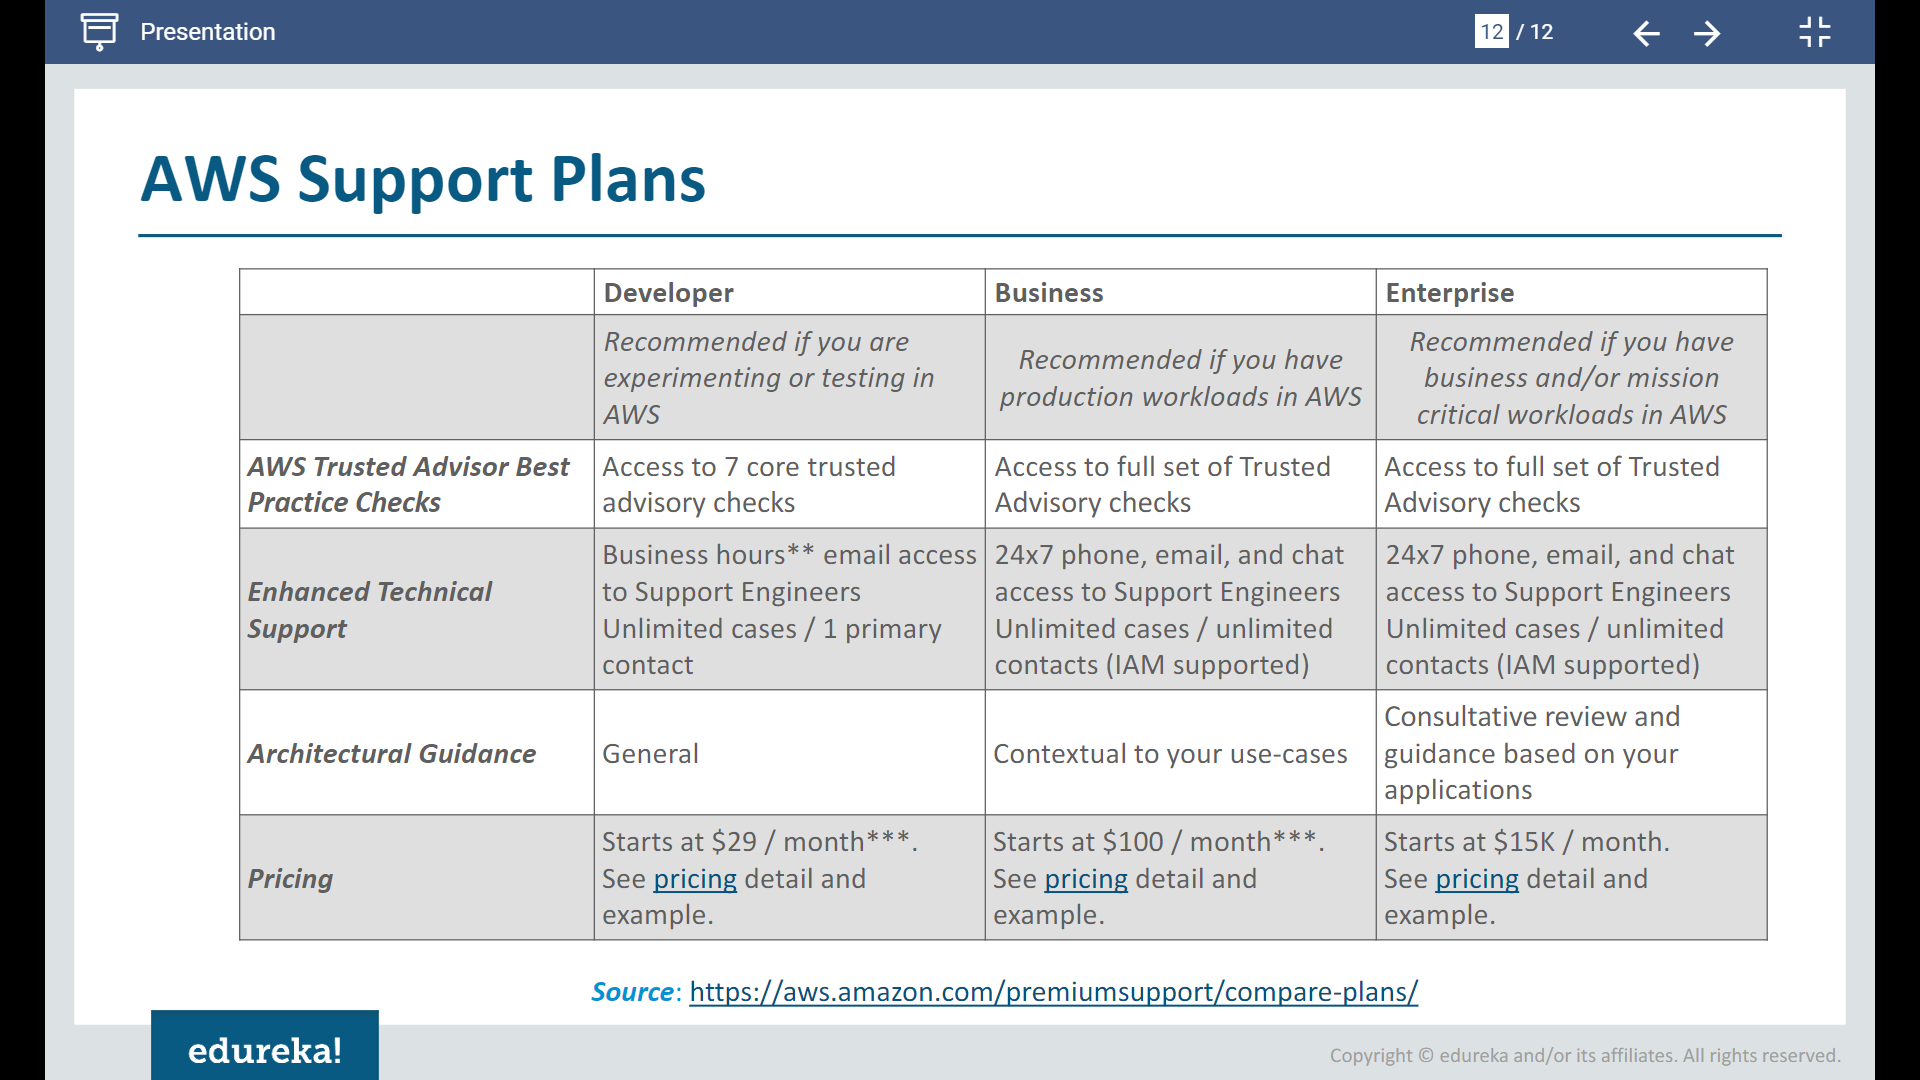 Presentation
12 / 12
AWS Support Plans
Developer
Business
Enterprise
Recommended if you are
experimenting or testing in
AWS
Recommended if you have
production workloads in AWS
Recommended if you have
business and/or mission
critical workloads in AWS
AWS Trusted Advisor Best
Practice Checks
Access to 7 core trusted
advisory checks
Access to full set of Trusted
Advisory checks
Access to full set of Trusted
Advisory checks
Enhanced Technical
Support
Business hours** email access
to Support Engineers
Unlimited cases / 1 primary
contact
24x7 phone, email, and chat
access to Support Engineers
Unlimited cases / unlimited
contacts (IAM supported)
24x7 phone, email, and chat
access to Support Engineers
Unlimited cases / unlimited
contacts (IAM supported)
Architectural Guidance
General
Contextual to your use-cases
Consultative review and
guidance based on your
applications
Pricing
Starts at $29 / month***.
See pricing detail and
example.
Starts at $100 / month***.
See pricing detail and
example.
Starts at $15K / month.
See pricing detail and
example.
Source: https://aws.amazon.com/premiumsupport/compare-plans/
edureka!
Copyright © edureka and/or its affiliates. All rights reserved.